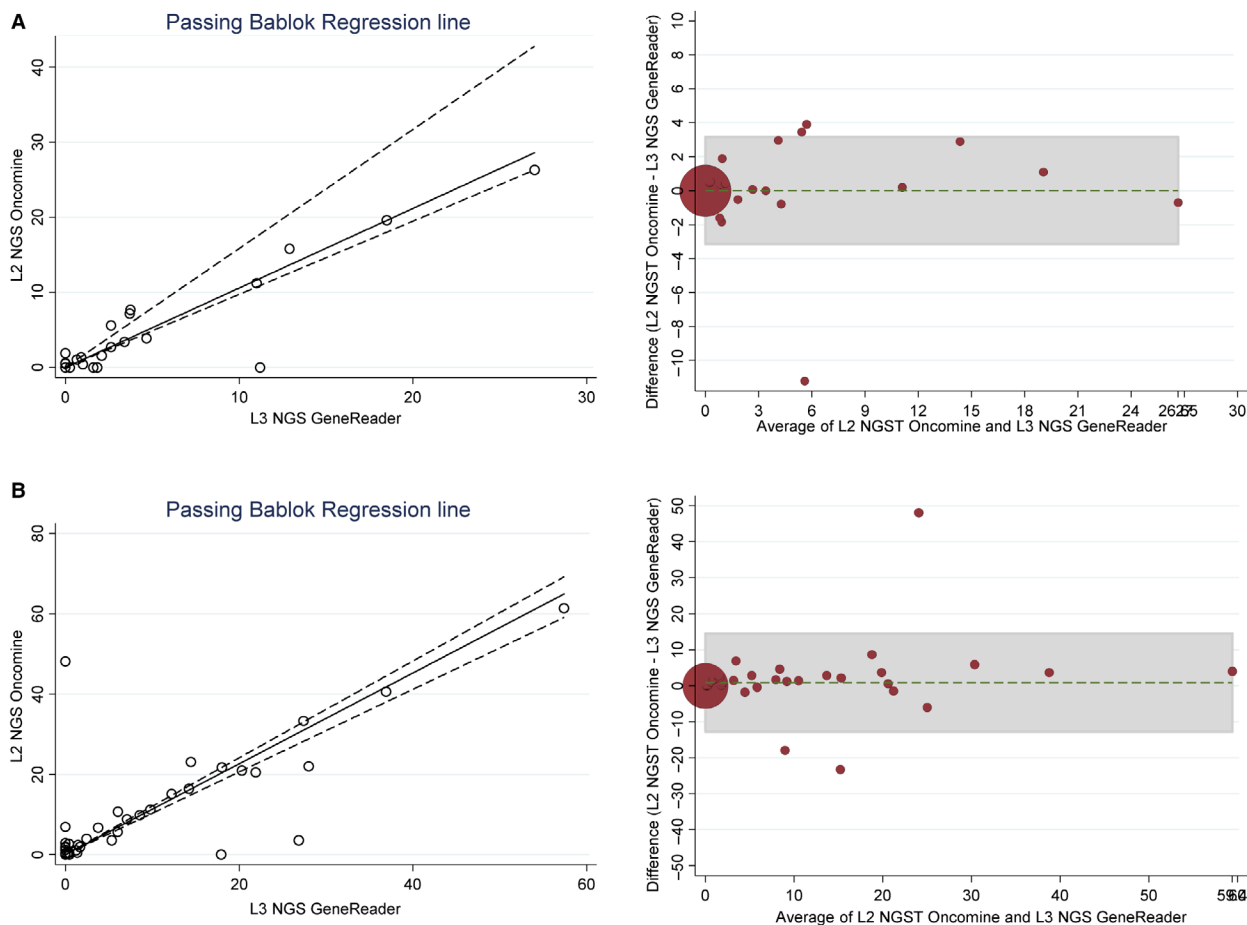 A
Passing Bablok Regression line
L2 NGS Oncomine
40
30
20
10
0
0 10 20 30
L3 NGS GeneReader
Difference (L2 NGST Oncomine - L3 NGS GeneReader)
10
8
6
4
2
0
−2
−4
−6
−8
−10
0 3 6 9 12 15 18 21 24 26.65 27 30
Average of L2 NGST Oncomine and L3 NGS GeneReader
B
Passing Bablok Regression line
L2 NGS Oncomine
80
60
40
20
0
0 20 40 60
L3 NGS GeneReader
Difference (L2 NGST Oncomine - L3 NGS GeneReader)
50
40
30
20
10
0
−10
−20
−30
−40
−50
0 10 20 30 40 50
Average of L2 NGST Oncomine and L3 NGS GeneReader